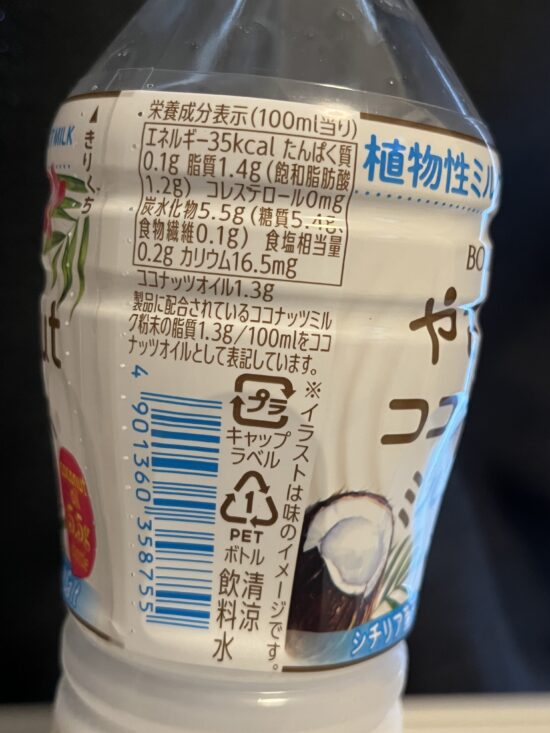 栄養成分表示(100ml当り)
エネルギー35kcal たんぱく質
0.1g 脂質1.4g (飽和脂肪酸
1.2g) コレステロール0mg
炭水化物5.5g (糖質5.4g、
食物繊維0.1g) 食塩相当量
0.2g カリウム16.5mg
ココナッツオイル1.3g
製品に配合されているココナッツミル
ク粉末の脂質1.3g/100mlをココ
ナッツオイルとして表記しています。
4 901360 358755
プラ
キャップ
ラベル
1
PET
ボトル
清涼
飲料水
※イラストは味のイメージです。
きりくち
MILK
植物性ミル
BO
や
ココ
ミ
シチリア